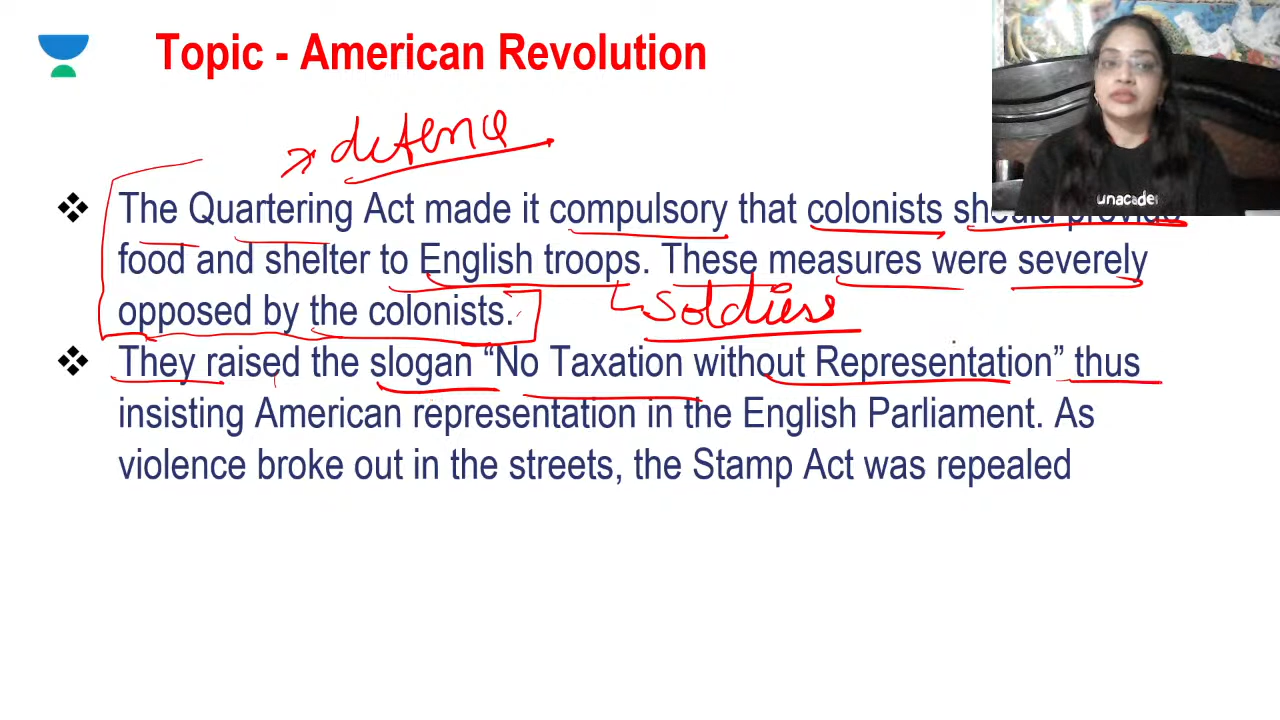 Topic - American Revolution
defence
❖ The Quartering Act made it compulsory that colonists should provide
food and shelter to English troops. These measures were severely
opposed by the colonists.
soldiers
❖ They raised the slogan “No Taxation without Representation” thus
insisting American representation in the English Parliament. As
violence broke out in the streets, the Stamp Act was repealed
unacade